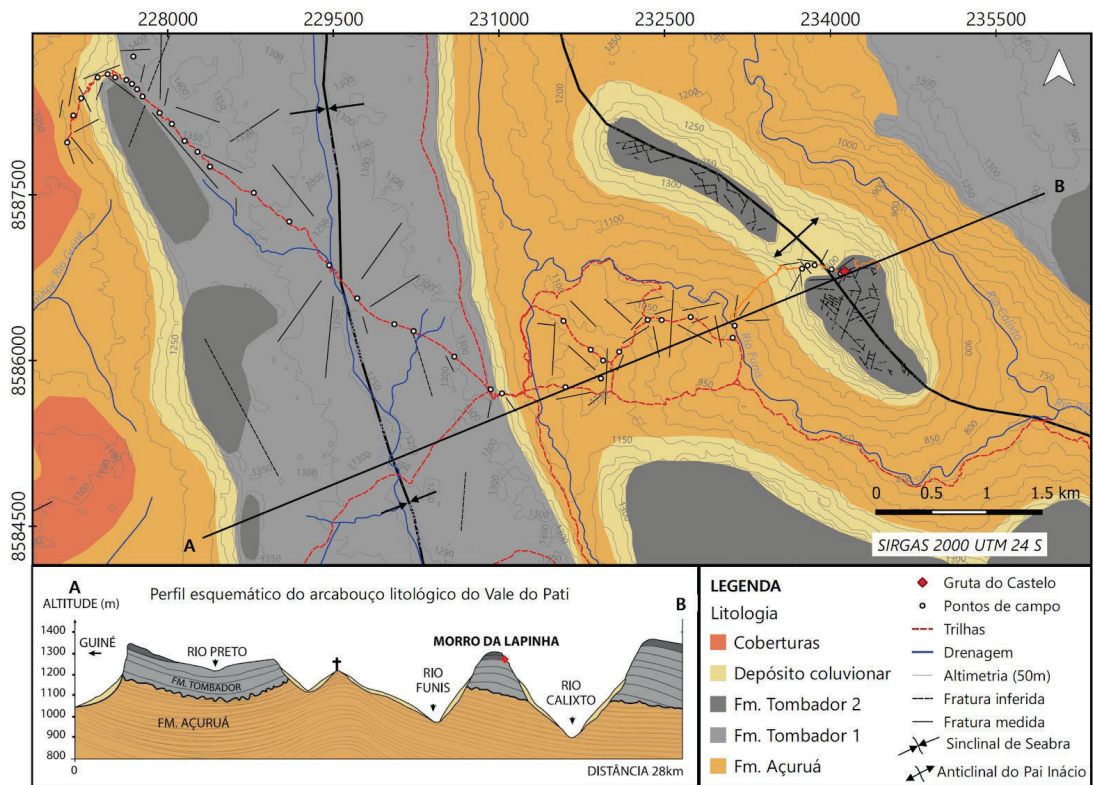 228000 229500 231000 232500 234000 235500
8587500
8586000
8584500
A
B
Rio Funis
Rio Calixto
0 0.5 1 1.5 km
SIRGAS 2000 UTM 24 S
A
B
Perfil esquemático do arcabouço litológico do Vale do Pati
ALTITUDE (m)
1400
1300
1200
1100
1000
900
800
GUINÉ
RIO PRETO
FM. TOMBADOR
FM. AÇURUÁ
MORRO DA LAPINHA
RIO
FUNIS
RIO
CALIXTO
0
DISTÂNCIA 28km
LEGENDA
Litologia
Coberturas
Depósito coluvionar
Fm. Tombador 2
Fm. Tombador 1
Fm. Açuruá
Gruta do Castelo
Pontos de campo
Trilhas
Drenagem
Altimetria (50m)
Fratura inferida
Fratura medida
Sinclinal de Seabra
Anticlinal do Pai Inácio